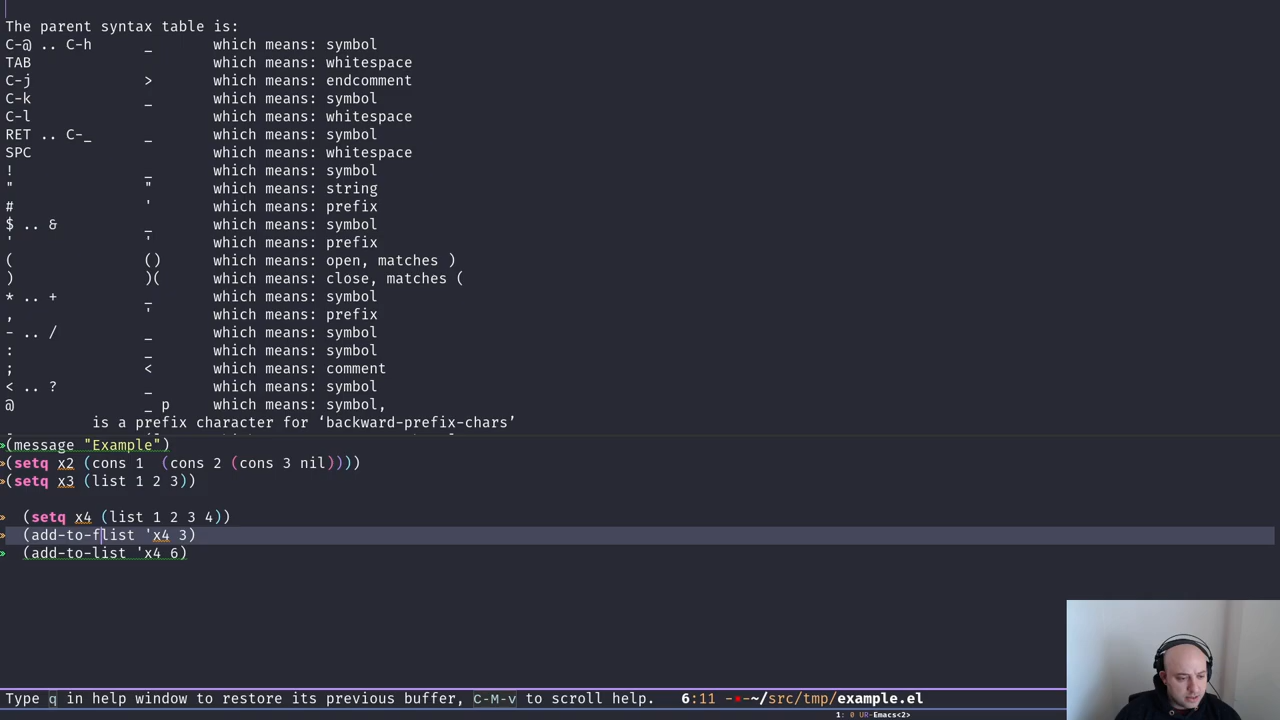 The parent syntax table is:
C-@ .. C-h _ which means: symbol
TAB which means: whitespace
C-j > which means: endcomment
C-k _ which means: symbol
C-l which means: whitespace
RET .. C-_ _ which means: symbol
SPC which means: whitespace
! _ which means: symbol
" " which means: string
# ' which means: prefix
$ .. & _ which means: symbol
' ' which means: prefix
( () which means: open, matches )
) )( which means: close, matches (
* .. + _ which means: symbol
, ' which means: prefix
- .. / _ which means: symbol
: _ which means: symbol
; < which means: comment
< .. ? _ which means: symbol
@ _ p which means: symbol,
is a prefix character for ‘backward-prefix-chars’
(message "Example")
(setq x2 (cons 1  (cons 2 (cons 3 nil))))
(setq x3 (list 1 2 3))
(setq x4 (list 1 2 3 4))
(add-to-flist 'x4 3)
(add-to-list 'x4 6)
Type q in help window to restore its previous buffer, C-M-v to scroll help. 6:11 -- ~/src/tmp/example.el
1: 0 UR-Emacs<2>